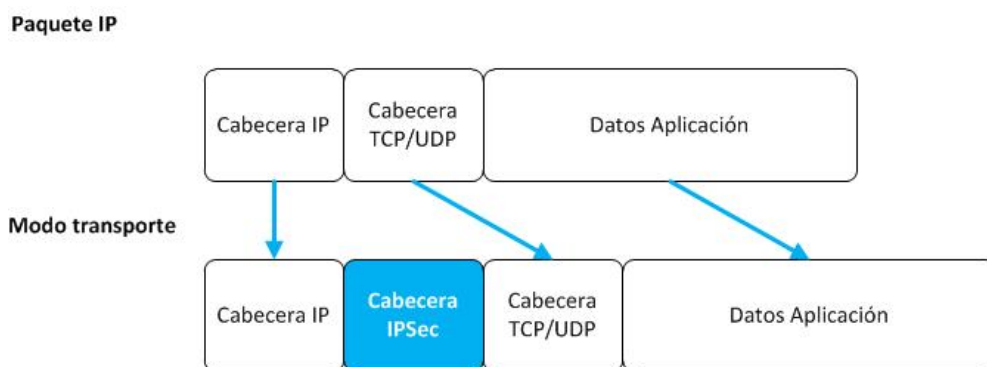 Paquete IP
Cabecera IP
Cabecera
TCP/UDP
Datos Aplicación
Modo transporte
Cabecera IP
Cabecera
IPSec
Cabecera
TCP/UDP
Datos Aplicación